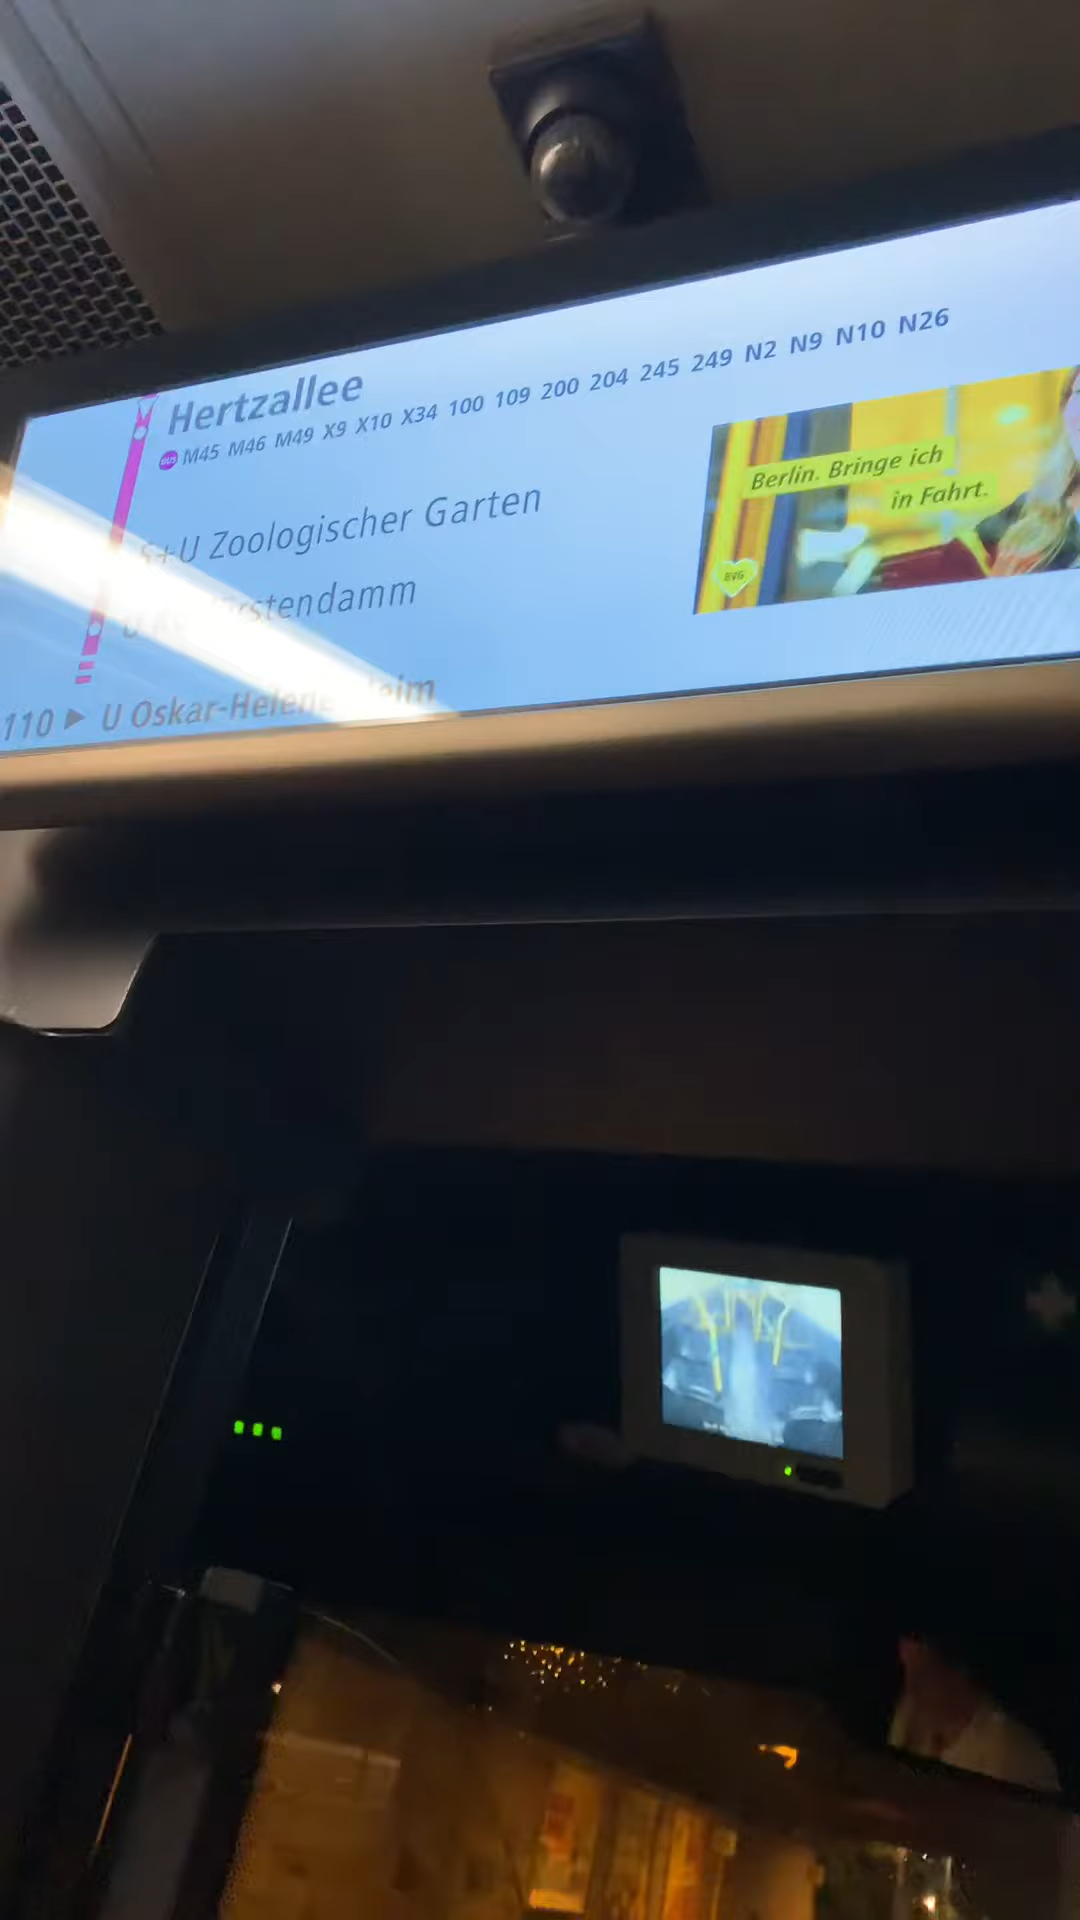 Hertzallee
BUS M45 M46 M49 X9 X10 X34 100 109 200 204 245 249 N2 N9 N10 N26
S+U Zoologischer Garten
U
110 ▶ U Oskar-Helene-Heim
Berlin. Bringe ich
in Fahrt.
BVG